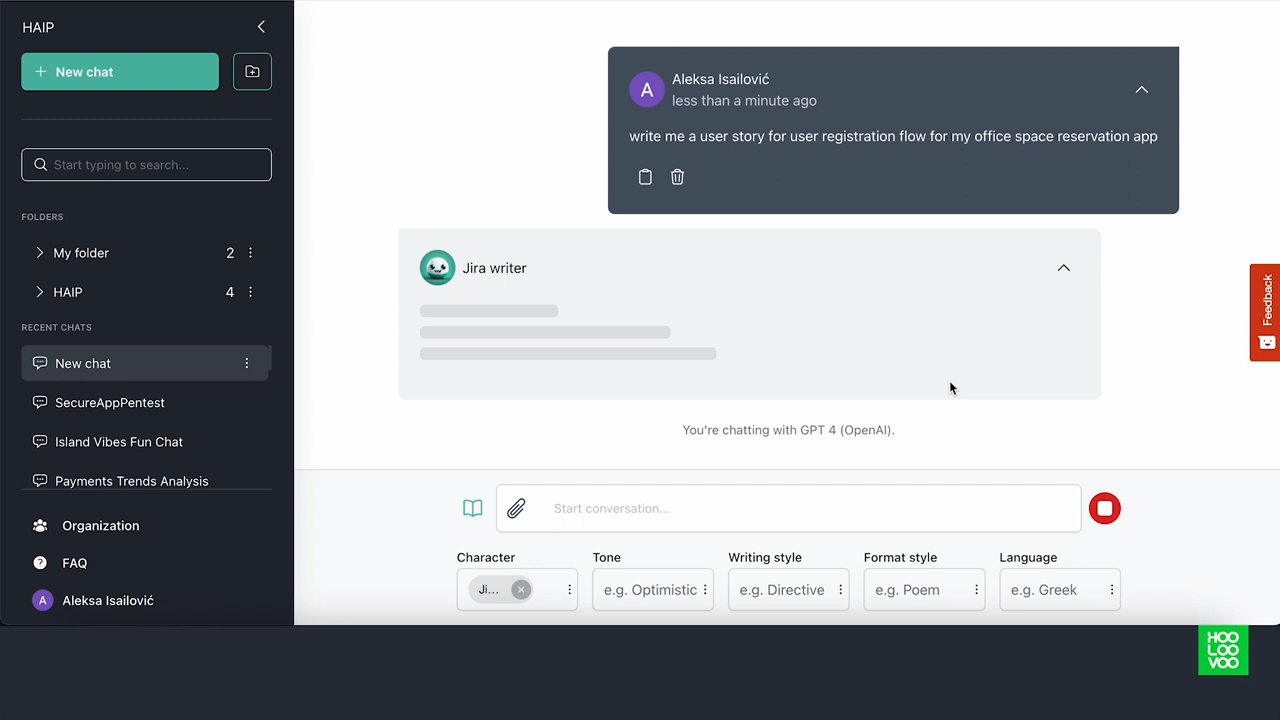 HAIP
New chat
Start typing to search...
FOLDERS
My folder 2
HAIP 4
RECENT CHATS
New chat
SecureAppPentest
Island Vibes Fun Chat
Payments Trends Analysis
Organization
FAQ
A Aleksa Isailović
A Aleksa Isailović
less than a minute ago
write me a user story for user registration flow for my office space reservation app
Jira writer
You're chatting with GPT 4 (OpenAI).
Start conversation...
Character Tone Writing style Format style Language
Ji... e.g. Optimistic e.g. Directive e.g. Poem e.g. Greek
Feedback
HOO
LOO
VOO